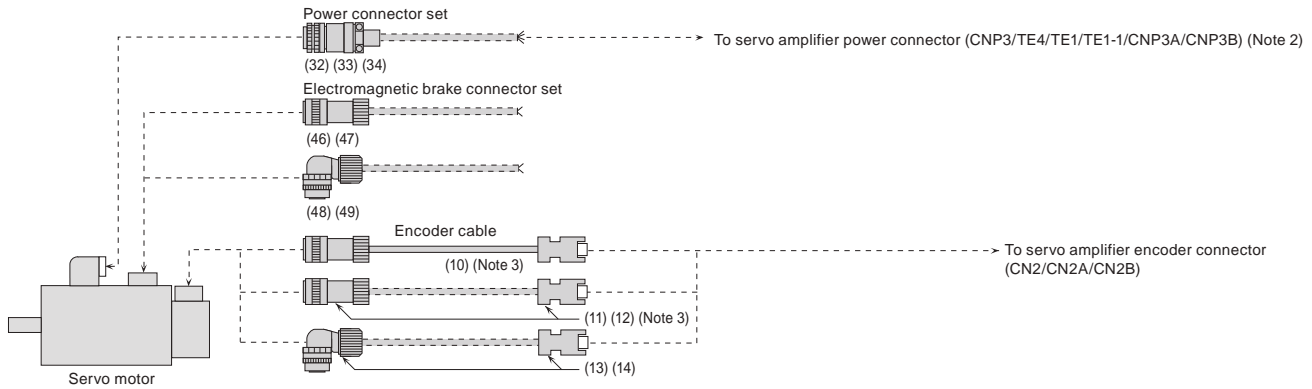 Power connector set
To servo amplifier power connector (CNP3/TE4/TE1/TE1-1/CNP3A/CNP3B) (Note 2)
(32) (33) (34)
Electromagnetic brake connector set
(46) (47)
(48) (49)
Encoder cable
(10) (Note 3)
To servo amplifier encoder connector
(CN2/CN2A/CN2B)
(11) (12) (Note 3)
(13) (14)
Servo motor